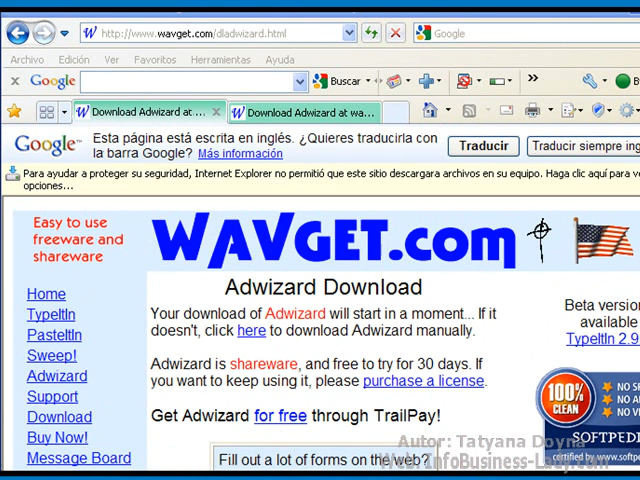 http://www.wavget.com/dladwizard.html
Google
Archivo Edición Ver Favoritos Herramientas Ayuda
Google Buscar
Download Adwizard at... Download Adwizard at wa...
Google Esta página está escrita en inglés. ¿Quieres traducirla con
la barra Google? Más información
Traducir
Traducir siempre
Para ayudar a proteger su seguridad, Internet Explorer no permitió que este sitio descargara archivos en su equipo. Haga clic aquí para
opciones...
Easy to use
freeware and
shareware
WAVGET.com
Home
TypeItIn
PasteItIn
Sweep!
Adwizard
Support
Download
Buy Now!
Message Board
Adwizard Download
Your download of Adwizard will start in a moment... If it
doesn't, click here to download Adwizard manually.
Adwizard is shareware, and free to try for 30 days. If
you want to keep using it, please purchase a license.
Get Adwizard for free through TrailPay!
Fill out a lot of forms on the web?
Beta version
available
TypeItIn 2.9
100%
CLEAN
NO
NO
NO
SOFTPED
certified by www.softpe
Autor: Tatyana Doyna
Web: InfoBusiness-Lady.com